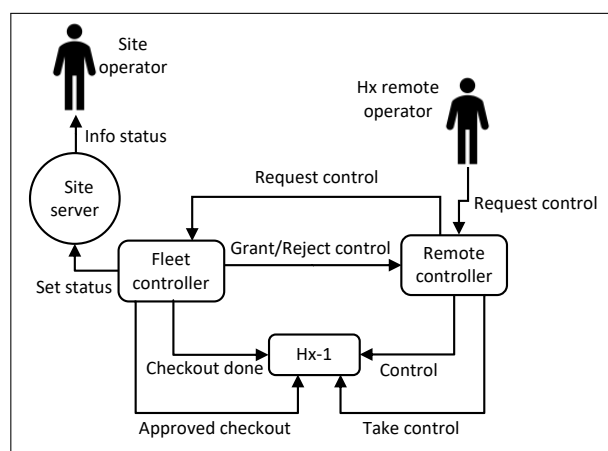 Site
operator
Hx remote
operator
Info status
Site
server
Request control
Request control
Fleet
controller
Grant/Reject control
Remote
controller
Set status
Hx-1
Checkout done
Control
Approved checkout
Take control